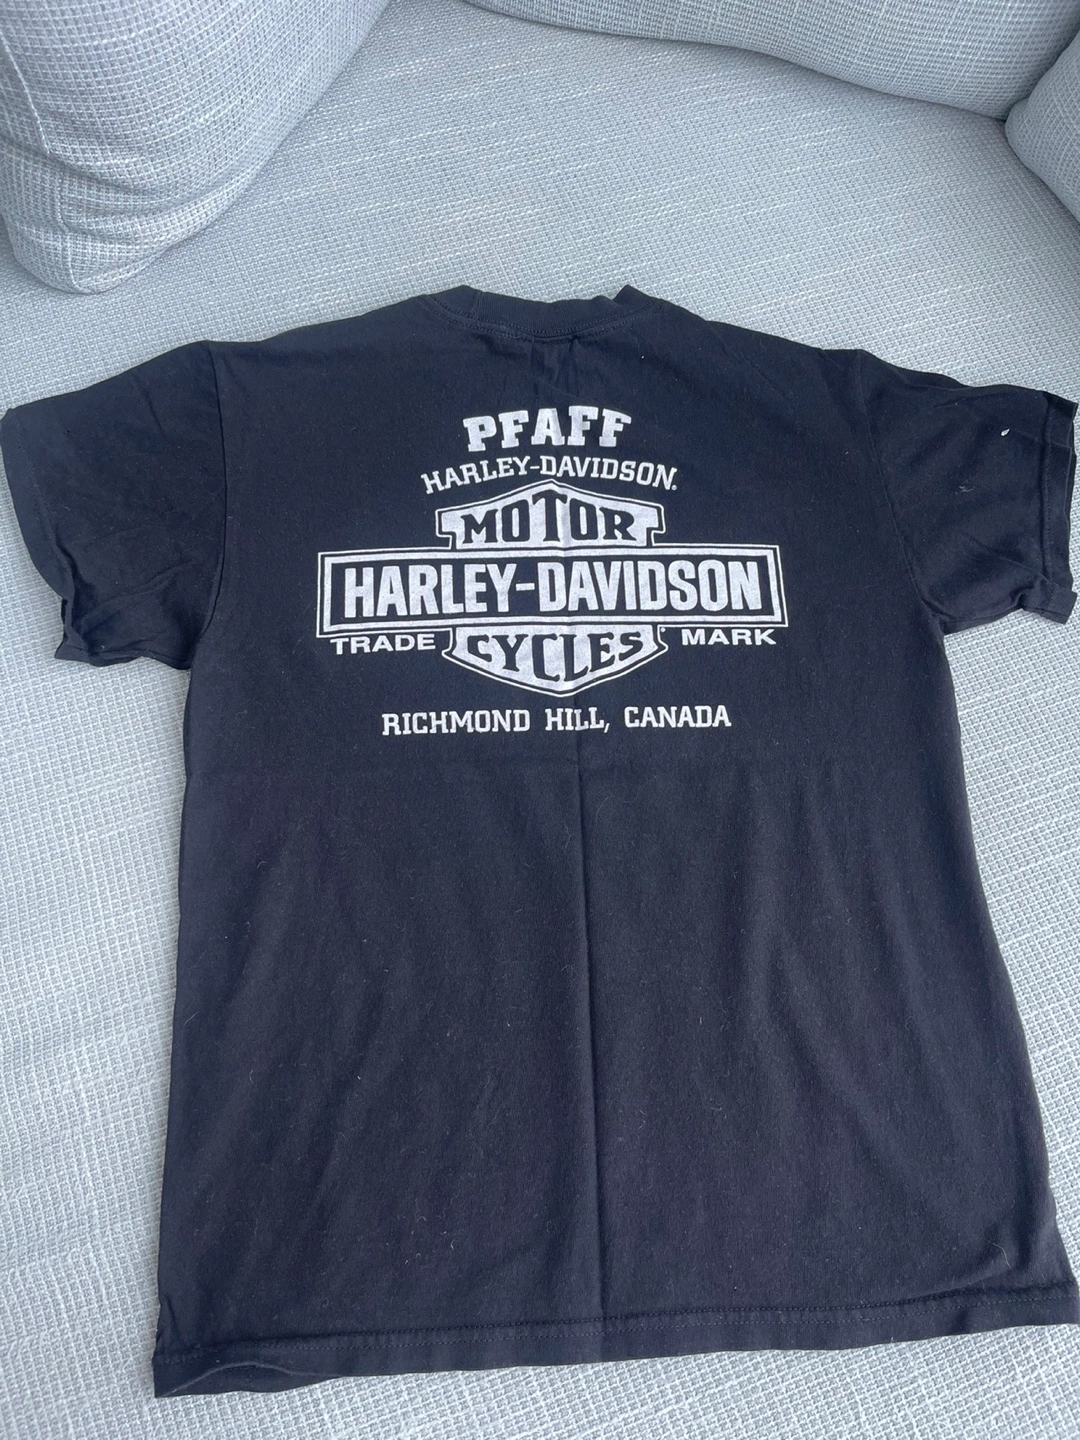 PFAFF
HARLEY-DAVIDSON.
MOTOR
HARLEY-DAVIDSON
TRADE CYCLES MARK
RICHMOND HILL, CANADA